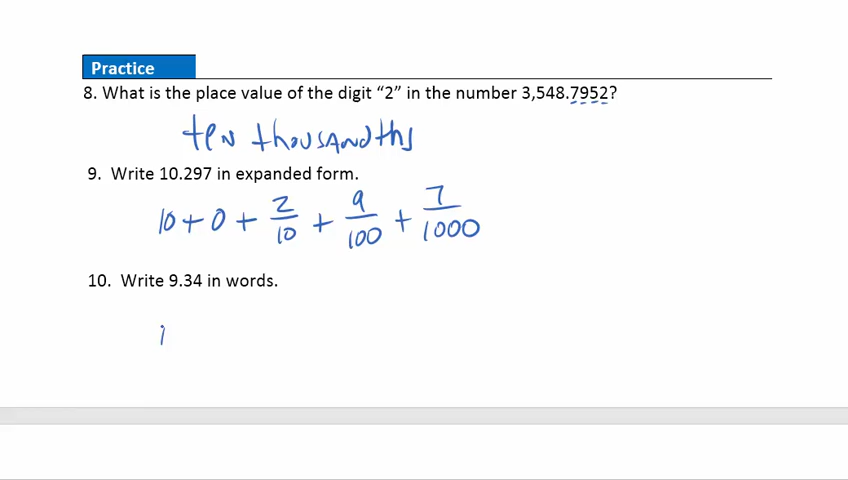 Practice
8. What is the place value of the digit "2" in the number 3,548.7952?
ten thousandths
9. Write 10.297 in expanded form.
10 + 0 + 2/10 + 9/100 + 7/1000
10. Write 9.34 in words.